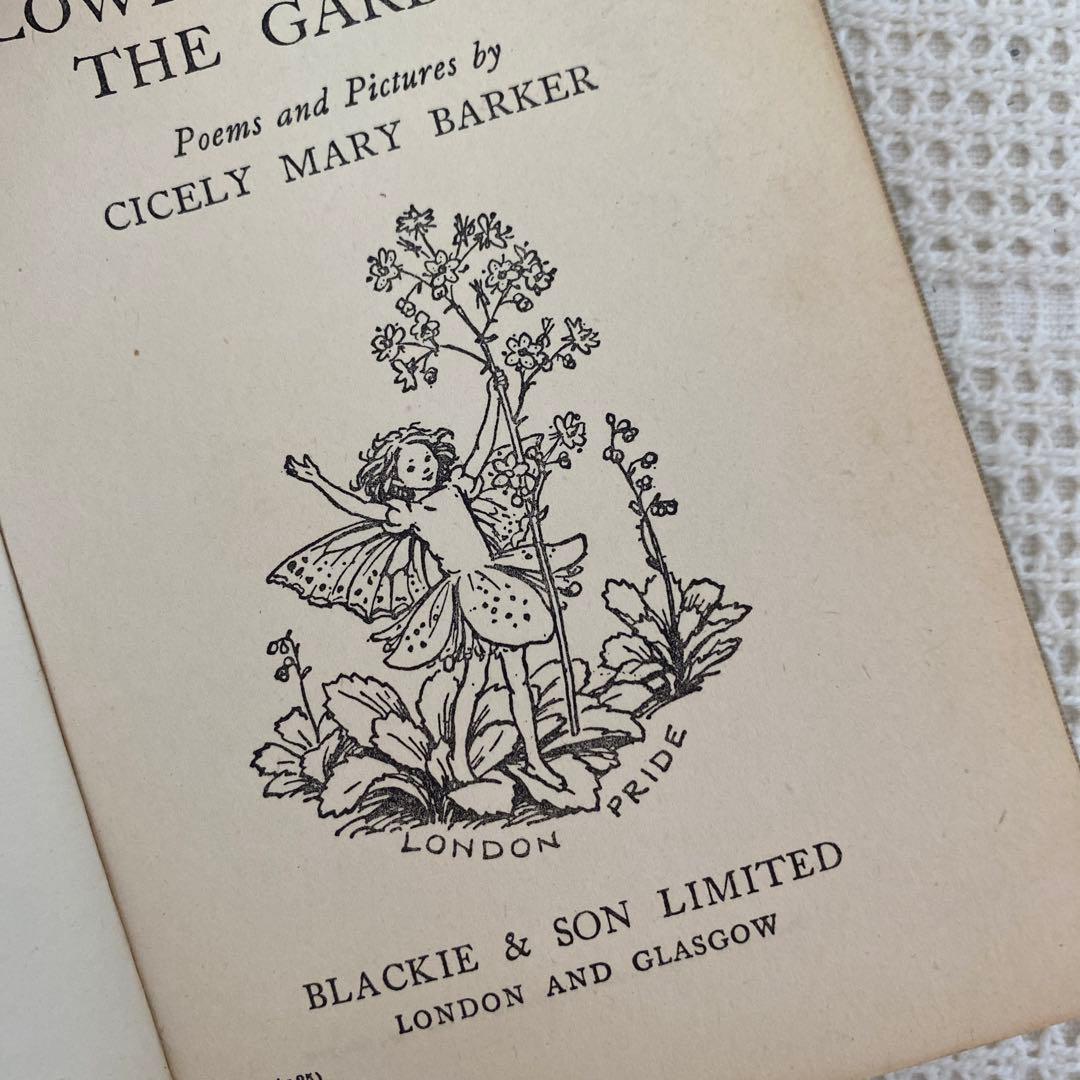 THE
Poems and Pictures by
CICELY MARY BARKER
LONDON PRIDE
BLACKIE & SON LIMITED
LONDON AND GLASGOW